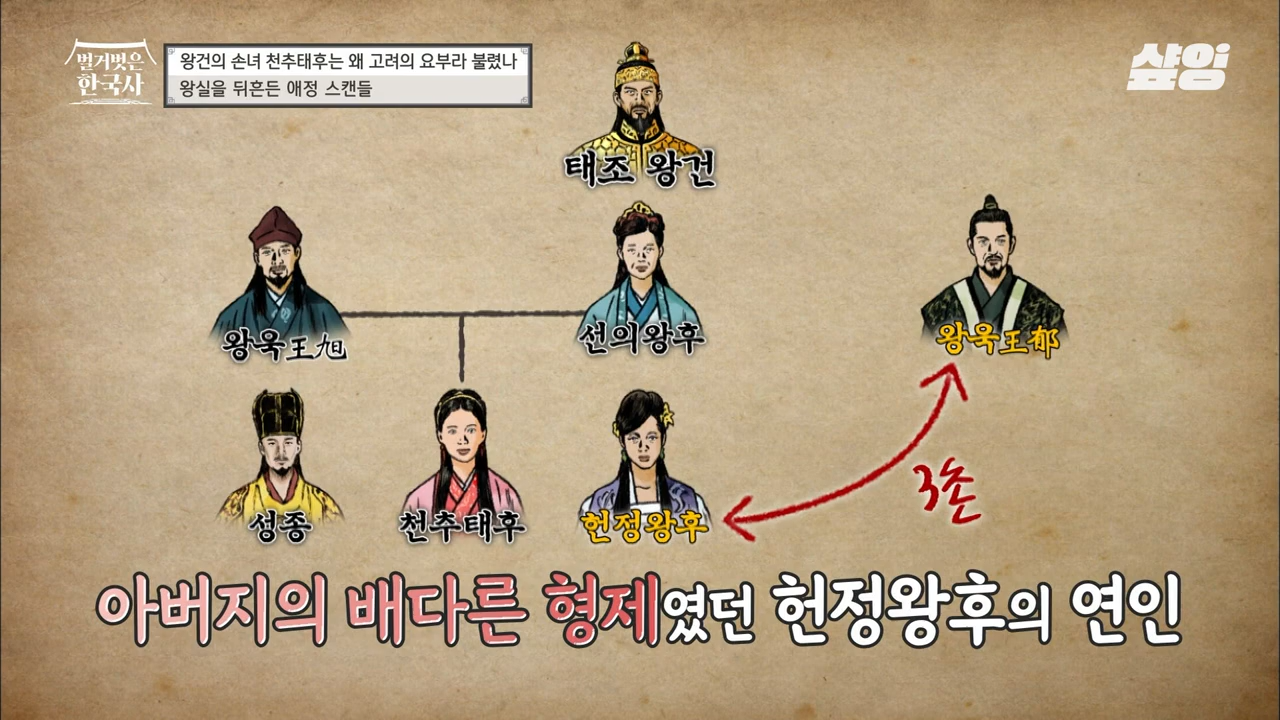 벌거벗은
한국사
왕건의 손녀 천추태후는 왜 고려의 요부라 불렸나
왕실을 뒤흔든 애정 스캔들
샾잉
태조 왕건
왕욱王旭
선의왕후
왕욱王郁
성종
천추태후
헌정왕후
3촌
아버지의 배다른 형제였던 헌정왕후의 연인